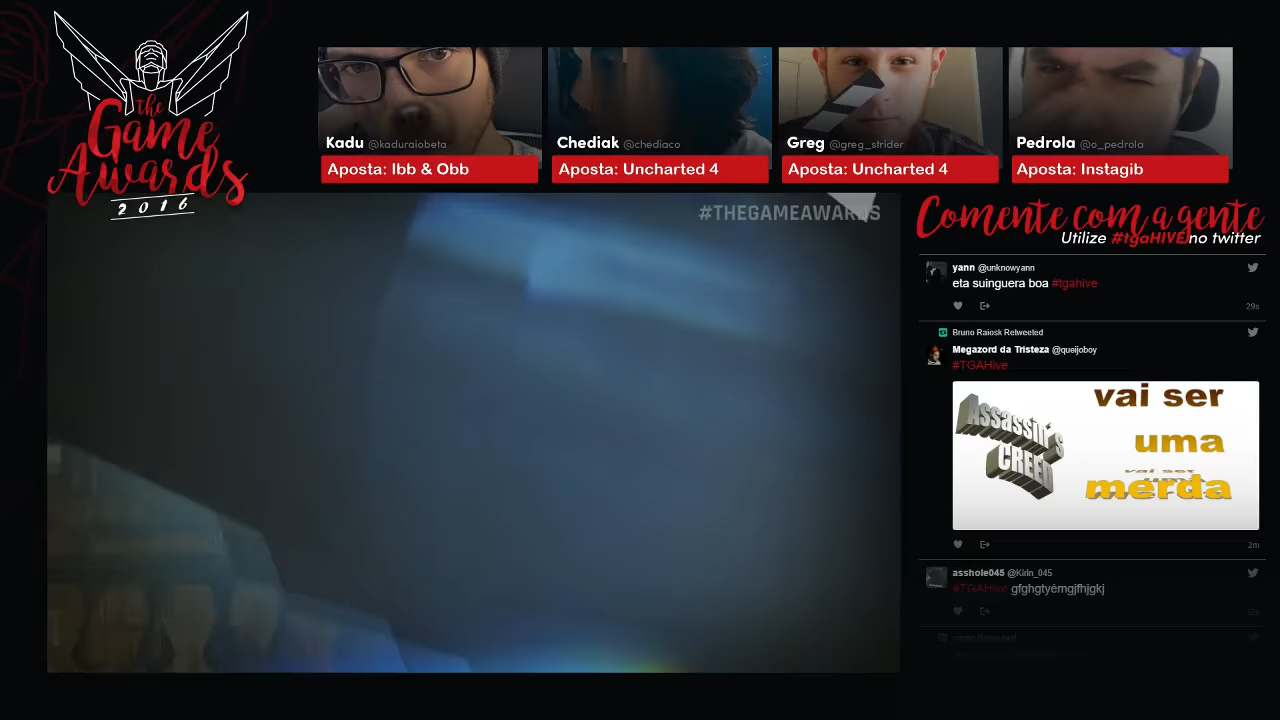 the
Game
Awards
2016
Kadu @kaduraiobeta
Aposta: Ibb & Obb
Chediak @chediaco
Aposta: Uncharted 4
Greg @greg_strider
Aposta: Uncharted 4
Pedrola @o_pedrola
Aposta: Instagib
#THEGAMEAWARDS
Comente com a gente
Utilize #tgaHIVE no twitter
yann @unknowyann
eta suinguera boa #tgahive
29s
Bruno Raiosk Retweeted
Megazord da Tristeza @queijoboy
#TGAHive
Assassin's
CREED
vai ser
uma
merda
2m
asshole045 @Kirin_045
#TGAHive gfghgtyêmgjfhjgkj
Retweeted